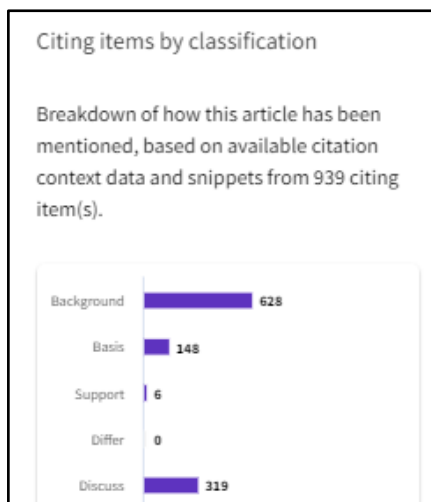 Citing items by classification
Breakdown of how this article has been
mentioned, based on available citation
context data and snippets from 939 citing
item(s).
Background 628
Basis 148
Support 6
Differ 0
Discuss 319